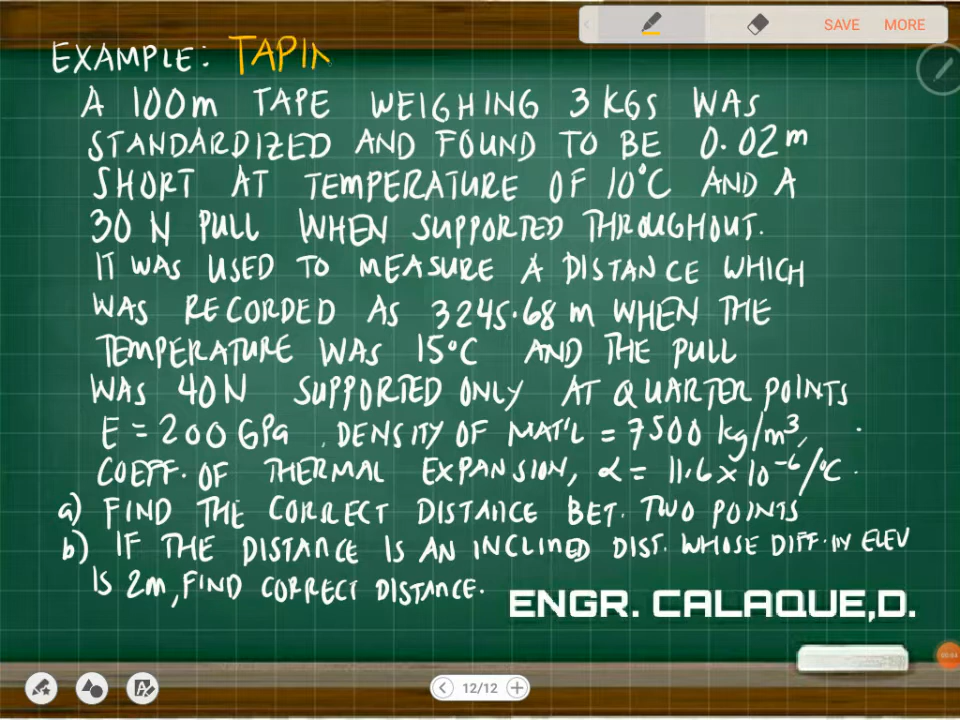 SAVE MORE
EXAMPLE: TAPIN
A 100m TAPE WEIGHING 3 KGS WAS
STANDARDIZED AND FOUND TO BE 0.02m
SHORT AT TEMPERATURE OF 10°C AND A
30 N PULL WHEN SUPPORTED THROUGHOUT.
IT WAS USED TO MEASURE A DISTANCE WHICH
WAS RECORDED AS 3245.68 m WHEN THE
TEMPERATURE WAS 15°C AND THE PULL
WAS 40N SUPPORTED ONLY AT QUARTER POINTS
E = 200 GPa, DENSITY OF MAT'L = 7500 kg/m³,
COEFF. OF THERMAL EXPANSION, α = 11.6 x 10⁻⁶/°C.
a) FIND THE CORRECT DISTANCE BET. TWO POINTS
b) IF THE DISTANCE IS AN INCLINED DIST. WHOSE DIFF. IN ELEV
IS 2m, FIND CORRECT DISTANCE.
ENGR. CALAQUE,D.
12/12